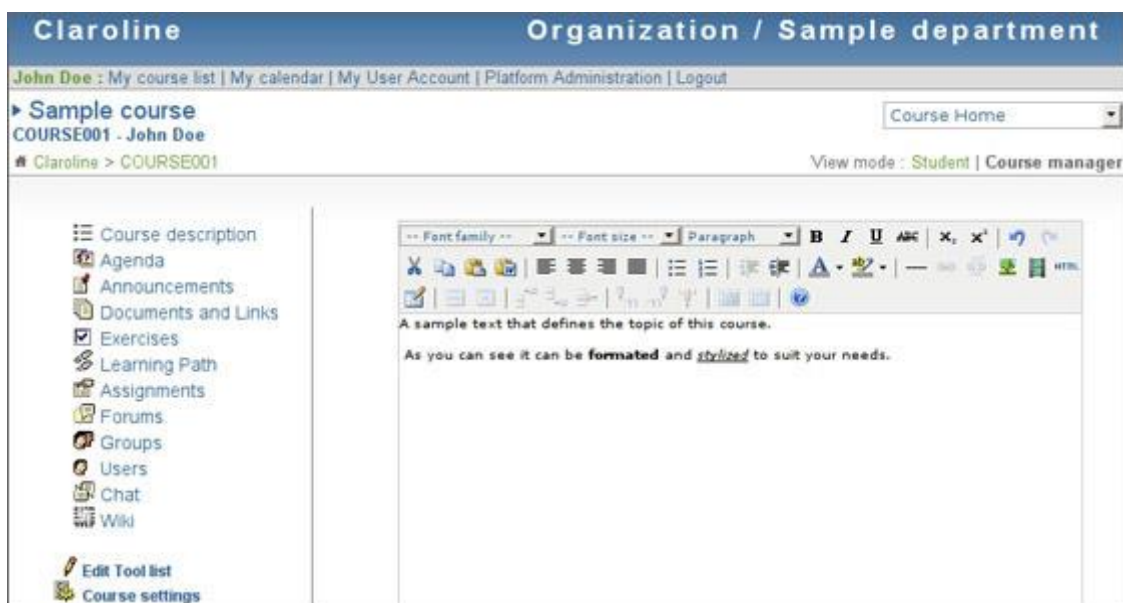 Claroline Organization / Sample department
John Doe : My course list | My calendar | My User Account | Platform Administration | Logout
Sample course Course Home
COURSE001 - John Doe
Claroline > COURSE001 View mode : Student | Course manager
-- Font family -- -- Font size -- Paragraph B I U ABC x, x² HTML
Course description
Agenda
Announcements
Documents and Links
Exercises
Learning Path
Assignments
Forums
Groups
Users
Chat
Wiki
Edit Tool list
Course settings
A sample text that defines the topic of this course.
As you can see it can be formated and stylized to suit your needs.